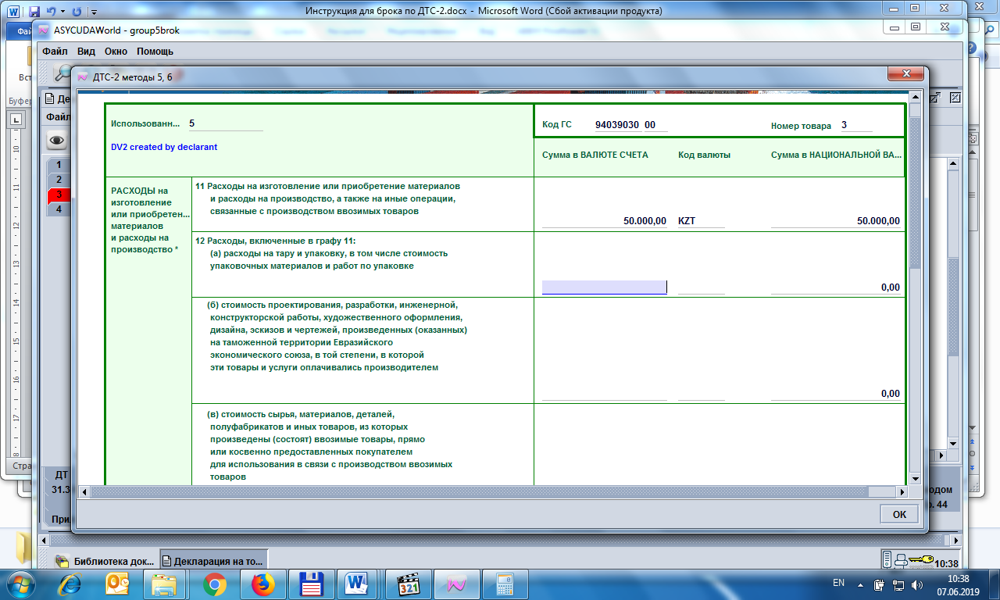 Инструкция для брока по ДТС-2.docx - Microsoft Word (Сбой активации продукта)
ASYCUDAWorld - group5brok
Файл Вид Окно Помощь
ДТС-2 методы 5, 6
Использованн... 5
Код ГС 94039030 00
Номер товара 3
DV2 created by declarant
Сумма в ВАЛЮТЕ СЧЕТА Код валюты Сумма в НАЦИОНАЛЬНОЙ ВА...
РАСХОДЫ на
изготовление
или приобретен...
материалов
и расходы на
производство *
11 Расходы на изготовление или приобретение материалов
и расходы на производство, а также на иные операции,
связанные с производством ввозимых товаров
50.000,00 KZT 50.000,00
12 Расходы, включенные в графу 11:
(а) расходы на тару и упаковку, в том числе стоимость
упаковочных материалов и работ по упаковке
0,00
(б) стоимость проектирования, разработки, инженерной,
конструкторской работы, художественного оформления,
дизайна, эскизов и чертежей, произведенных (оказанных)
на таможенной территории Евразийского
экономического союза, в той степени, в которой
эти товары и услуги оплачивались производителем
0,00
(в) стоимость сырья, материалов, деталей,
полуфабрикатов и иных товаров, из которых
произведены (состоят) ввозимые товары, прямо
или косвенно предоставленных покупателем
для использования в связи с производством ввозимых
товаров
OK
Фай
Вст
Буфер
Де
Файл
1
2
3
4
10
11
12
13
14
15
16
17
Стра
ДТ
31.3
При
одом
. 44
Библиотека док... Декларация на то...
10:38
EN
10:38
07.06.2019